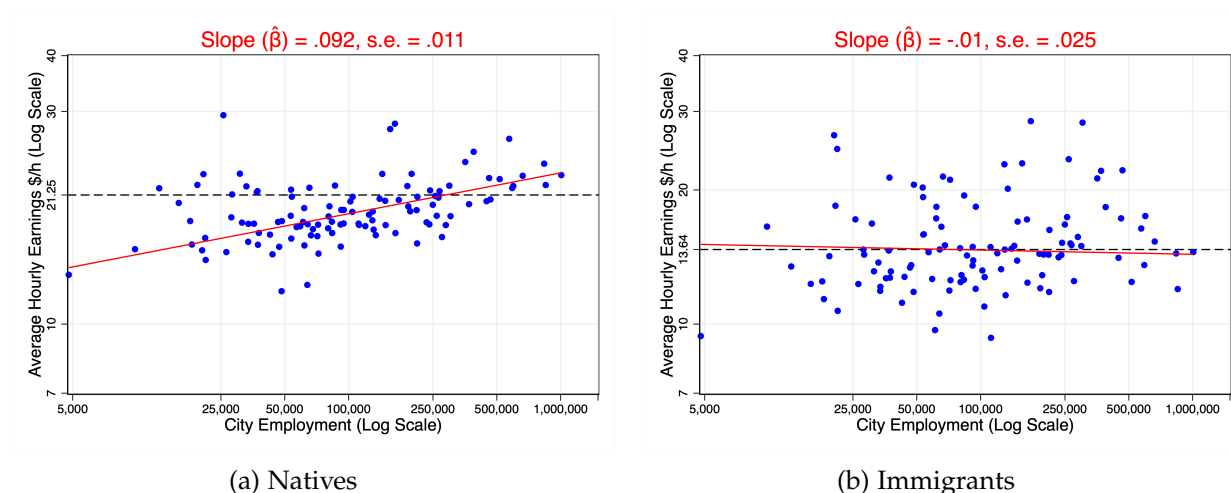 Slope (β̂) = .092, s.e. = .011
Average Hourly Earnings $/h (Log Scale)
40
30
21.25
10
7
5,000 25,000 50,000 100,000 250,000 500,000 1,000,000
City Employment (Log Scale)
(a) Natives
Slope (β̂) = -.01, s.e. = .025
Average Hourly Earnings $/h (Log Scale)
40
30
20
13.64
10
7
5,000 25,000 50,000 100,000 250,000 500,000 1,000,000
City Employment (Log Scale)
(b) Immigrants